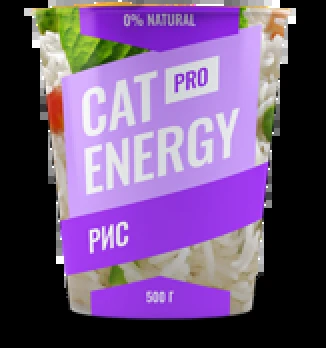 0% NATURAL
CAT PRO
ENERGY
РИС
500 Г